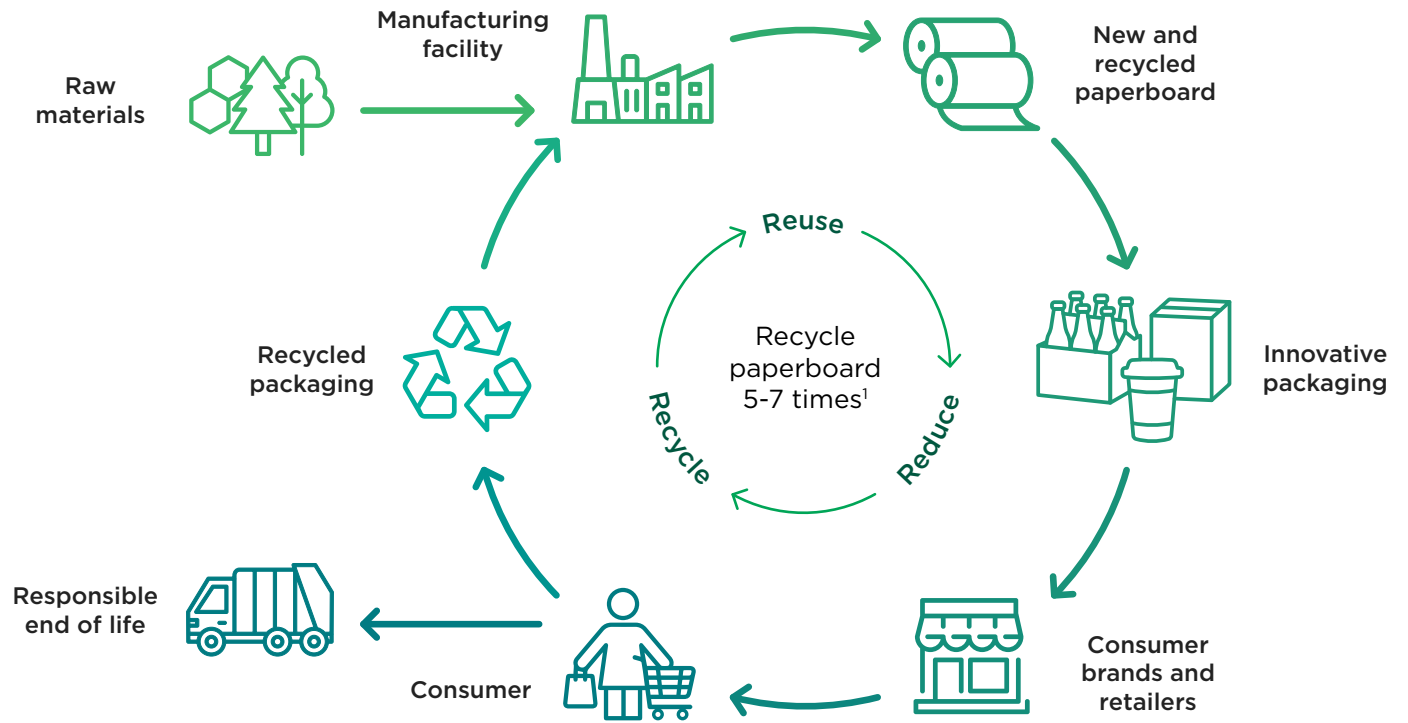 Manufacturing
facility
Raw
materials
New and
recycled
paperboard
Reuse
Recycle
paperboard
5-7 times¹
Reduce
Recycle
Recycled
packaging
Innovative
packaging
Responsible
end of life
Consumer
Consumer
brands and
retailers